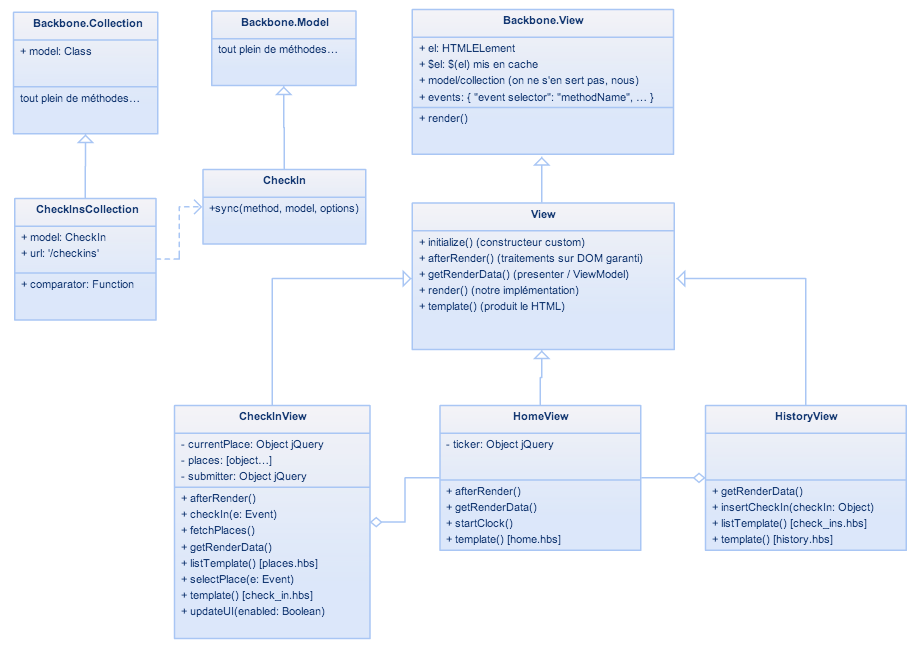 Backbone.Collection
+ model: Class
tout plein de méthodes…
Backbone.Model
tout plein de méthodes…
Backbone.View
+ el: HTMLELement
+ $el: $(el) mis en cache
+ model/collection (on ne s'en sert pas, nous)
+ events: { "event selector": "methodName", … }
+ render()
CheckInsCollection
+ model: CheckIn
+ url: '/checkins'
+ comparator: Function
CheckIn
+sync(method, model, options)
View
+ initialize() (constructeur custom)
+ afterRender() (traitements sur DOM garanti)
+ getRenderData() (presenter / ViewModel)
+ render() (notre implémentation)
+ template() (produit le HTML)
CheckInView
- currentPlace: Object jQuery
- places: [object…]
- submitter: Object jQuery
+ afterRender()
+ checkIn(e: Event)
+ fetchPlaces()
+ getRenderData()
+ listTemplate() [places.hbs]
+ selectPlace(e: Event)
+ template() [check_in.hbs]
+ updateUI(enabled: Boolean)
HomeView
- ticker: Object jQuery
+ afterRender()
+ getRenderData()
+ startClock()
+ template() [home.hbs]
HistoryView
+ getRenderData()
+ insertCheckIn(checkIn: Object)
+ listTemplate() [check_ins.hbs]
+ template() [history.hbs]